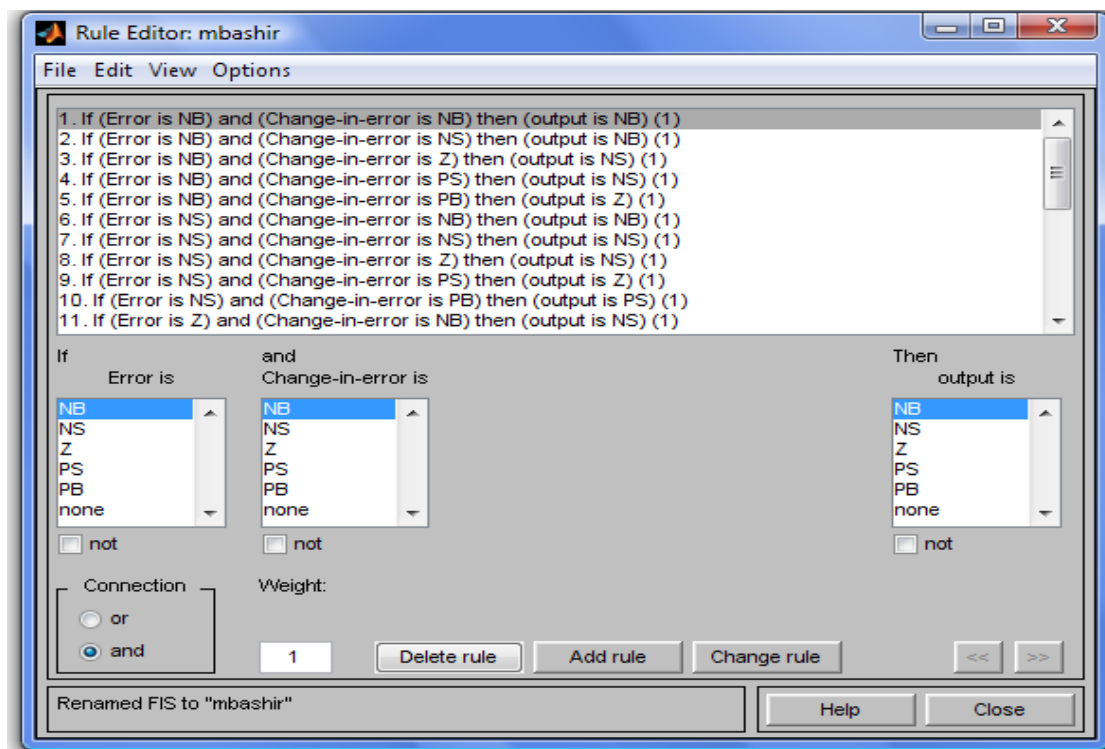 Rule Editor: mbashir
File Edit View Options
1. If (Error is NB) and (Change-in-error is NB) then (output is NB) (1)
2. If (Error is NB) and (Change-in-error is NS) then (output is NB) (1)
3. If (Error is NB) and (Change-in-error is Z) then (output is NS) (1)
4. If (Error is NB) and (Change-in-error is PS) then (output is NS) (1)
5. If (Error is NB) and (Change-in-error is PB) then (output is Z) (1)
6. If (Error is NS) and (Change-in-error is NB) then (output is NB) (1)
7. If (Error is NS) and (Change-in-error is NS) then (output is NS) (1)
8. If (Error is NS) and (Change-in-error is Z) then (output is NS) (1)
9. If (Error is NS) and (Change-in-error is PS) then (output is Z) (1)
10. If (Error is NS) and (Change-in-error is PB) then (output is PS) (1)
11. If (Error is Z) and (Change-in-error is NB) then (output is NS) (1)
If and Then
Error is Change-in-error is output is
NB NB NB
NS NS NS
Z Z Z
PS PS PS
PB PB PB
none none none
not not not
Connection Weight:
or
and 1 Delete rule Add rule Change rule << >>
Renamed FIS to "mbashir" Help Close